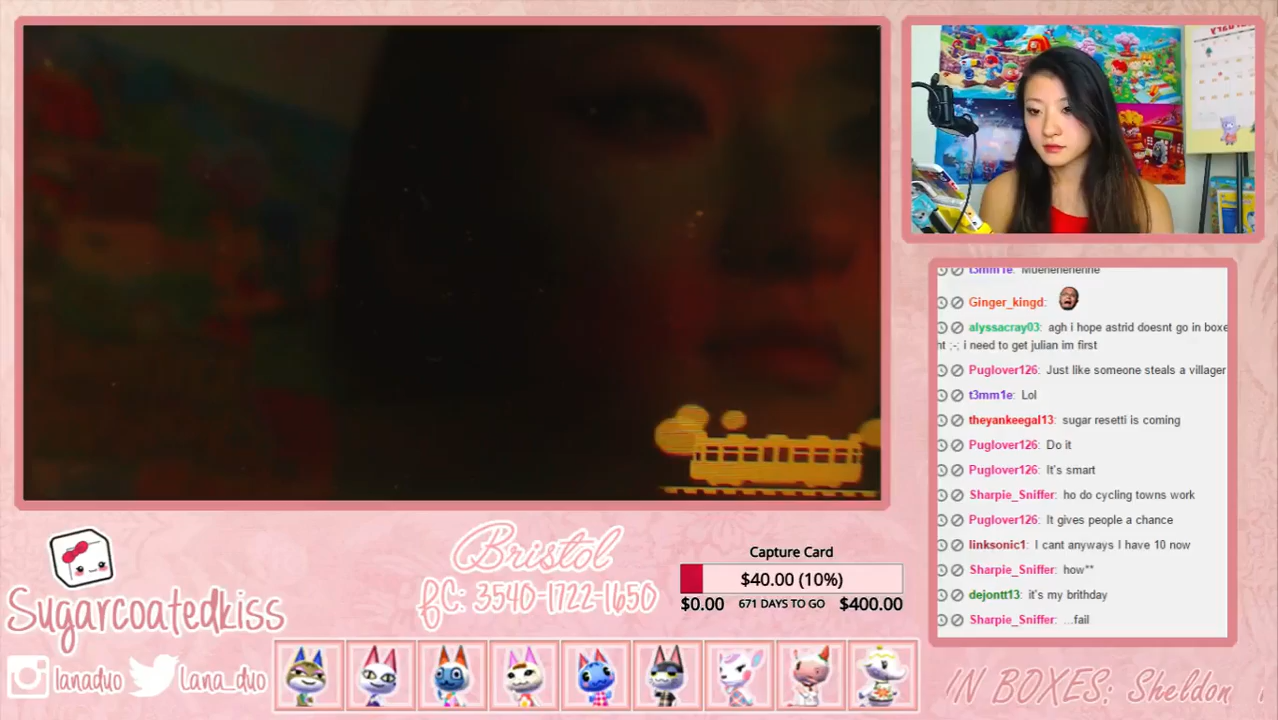 t3mm1e: Muehehehehhe
Ginger_kingd:
alyssacray03: agh i hope astrid doesnt go in boxe
ht ;-; i need to get julian im first
Puglover126: Just like someone steals a villager
t3mm1e: Lol
theyankeegal13: sugar resetti is coming
Puglover126: Do it
Puglover126: It's smart
Sharpie_Sniffer: ho do cycling towns work
Puglover126: It gives people a chance
linksonic1: I cant anyways I have 10 now
Sharpie_Sniffer: how**
dejontt13: it's my brithday
Sharpie_Sniffer: ...fail
Bristol
FC: 3540-1722-1650
Capture Card
$40.00 (10%)
$0.00 671 DAYS TO GO $400.00
Sugarcoatedkiss
lanaduo Lana_duo
N BOXES: Sheldon